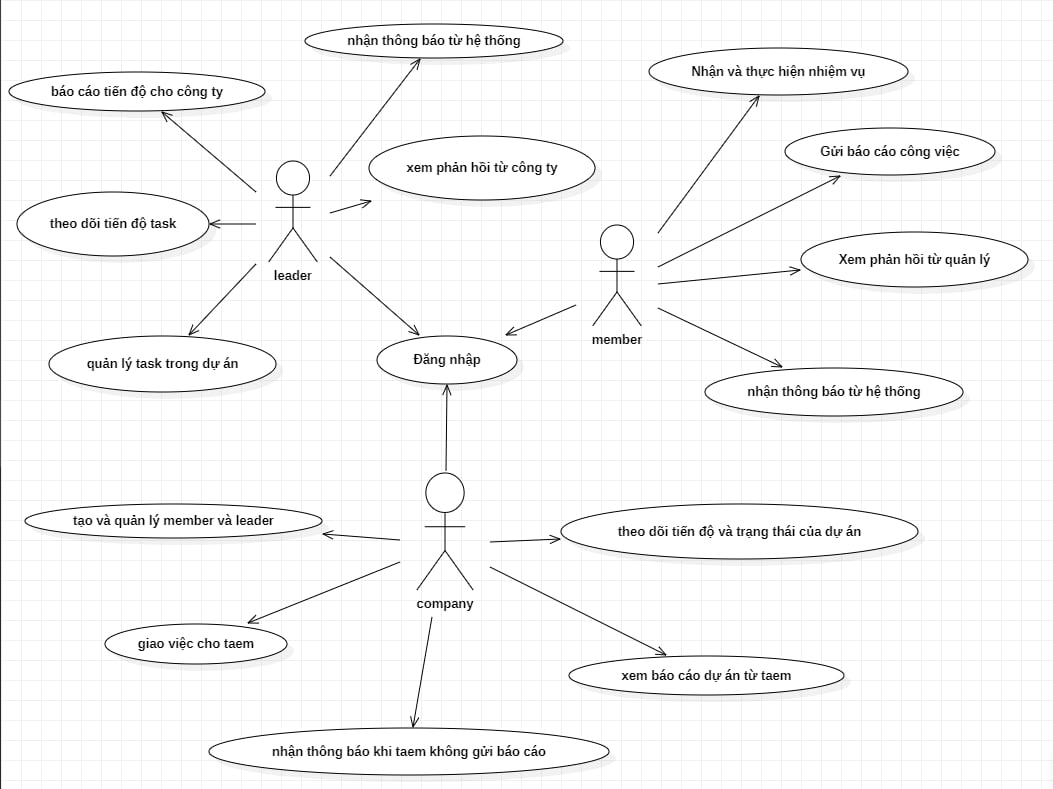 nhận thông báo từ hệ thống
Nhận và thực hiện nhiệm vụ
báo cáo tiến độ cho công ty
Gửi báo cáo công việc
xem phản hồi từ công ty
theo dõi tiến độ task
leader
Xem phản hồi từ quản lý
member
quản lý task trong dự án
Đăng nhập
nhận thông báo từ hệ thống
tạo và quản lý member và leader
theo dõi tiến độ và trạng thái của dự án
company
giao việc cho taem
xem báo cáo dự án từ taem
nhận thông báo khi taem không gửi báo cáo